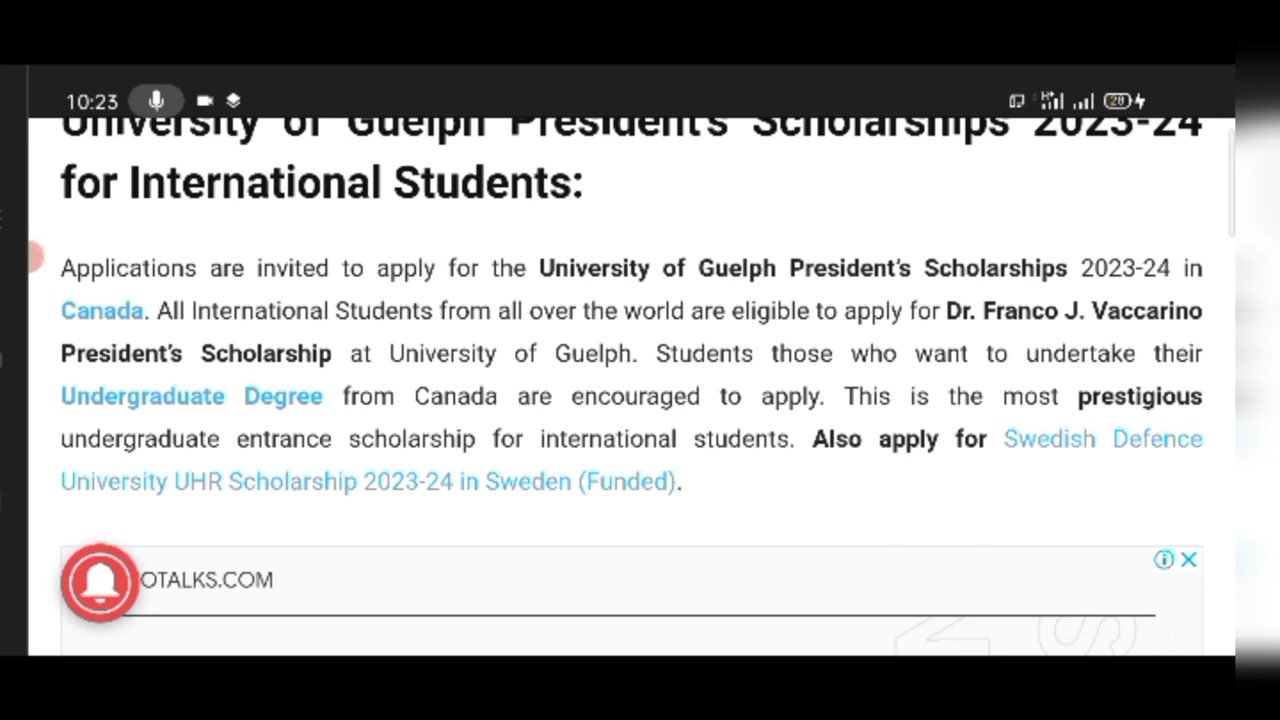 10:23
H+
28
University of Guelph President's Scholarships 2023-24
for International Students:
Applications are invited to apply for the University of Guelph President's Scholarships 2023-24 in
Canada. All International Students from all over the world are eligible to apply for Dr. Franco J. Vaccarino
President's Scholarship at University of Guelph. Students those who want to undertake their
Undergraduate Degree from Canada are encouraged to apply. This is the most prestigious
undergraduate entrance scholarship for international students. Also apply for Swedish Defence
University UHR Scholarship 2023-24 in Sweden (Funded).
OTALKS.COM